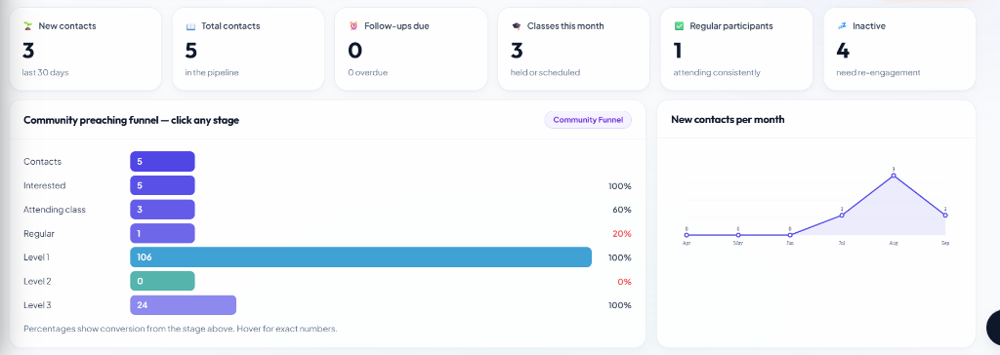 New contacts
3
last 30 days
Total contacts
5
in the pipeline
Follow-ups due
0
0 overdue
Classes this month
3
held or scheduled
Regular participants
1
attending consistently
Inactive
4
need re-engagement
Community preaching funnel — click any stage
Community Funnel
Contacts 5
Interested 5 100%
Attending class 3 60%
Regular 1 20%
Level 1 106 100%
Level 2 0 0%
Level 3 24 100%
Percentages show conversion from the stage above. Hover for exact numbers.
New contacts per month
0 0 0 1 3 1
Apr May Jun Jul Aug Sep